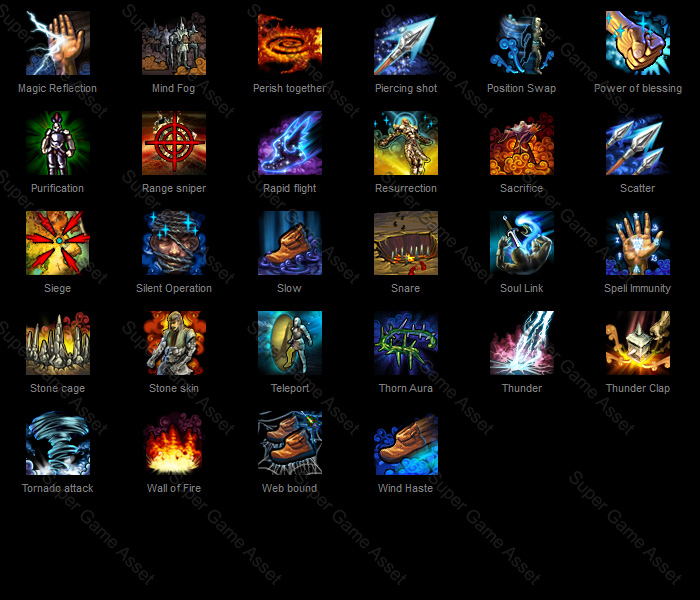 Magic Reflection Mind Fog Perish together Piercing shot Position Swap Power of blessing
Purification Range sniper Rapid flight Resurrection Sacrifice Scatter
Siege Silent Operation Slow Snare Soul Link Spell Immunity
Stone cage Stone skin Teleport Thorn Aura Thunder Thunder Clap
Tornado attack Wall of Fire Web bound Wind Haste
Super Game Asset